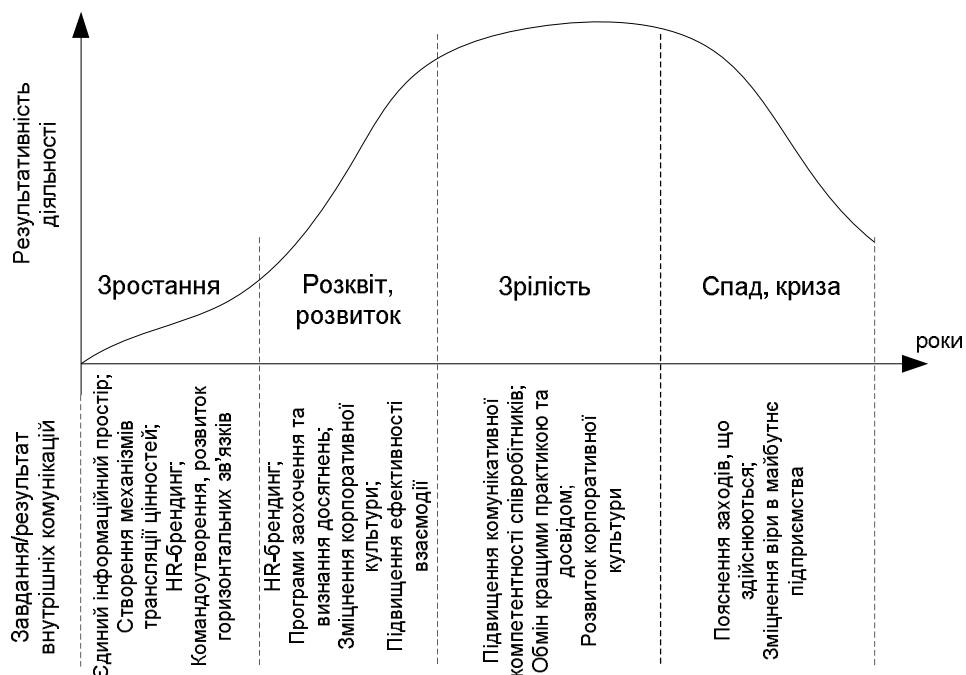 Результативність
діяльності
Зростання
Розквіт,
розвиток
Зрілість
Спад, криза
роки
Завдання/результат
внутрішніх комунікацій
Єдиний інформаційний простір;
Створення механізмів
трансляції цінностей;
HR-брендинг;
Командоутворення, розвиток
горизонтальних зв’язків
HR-брендинг;
Програми заохочення та
визнання досягнень;
Зміцнення корпоративної
культури;
Підвищення ефективності
взаємодії
Підвищення комунікативної
компетентності співробітників;
Обмін кращими практикою та
досвідом;
Розвиток корпоративної
культури
Пояснення заходів, що
здійснюються;
Зміцнення віри в майбутнє
підприємства